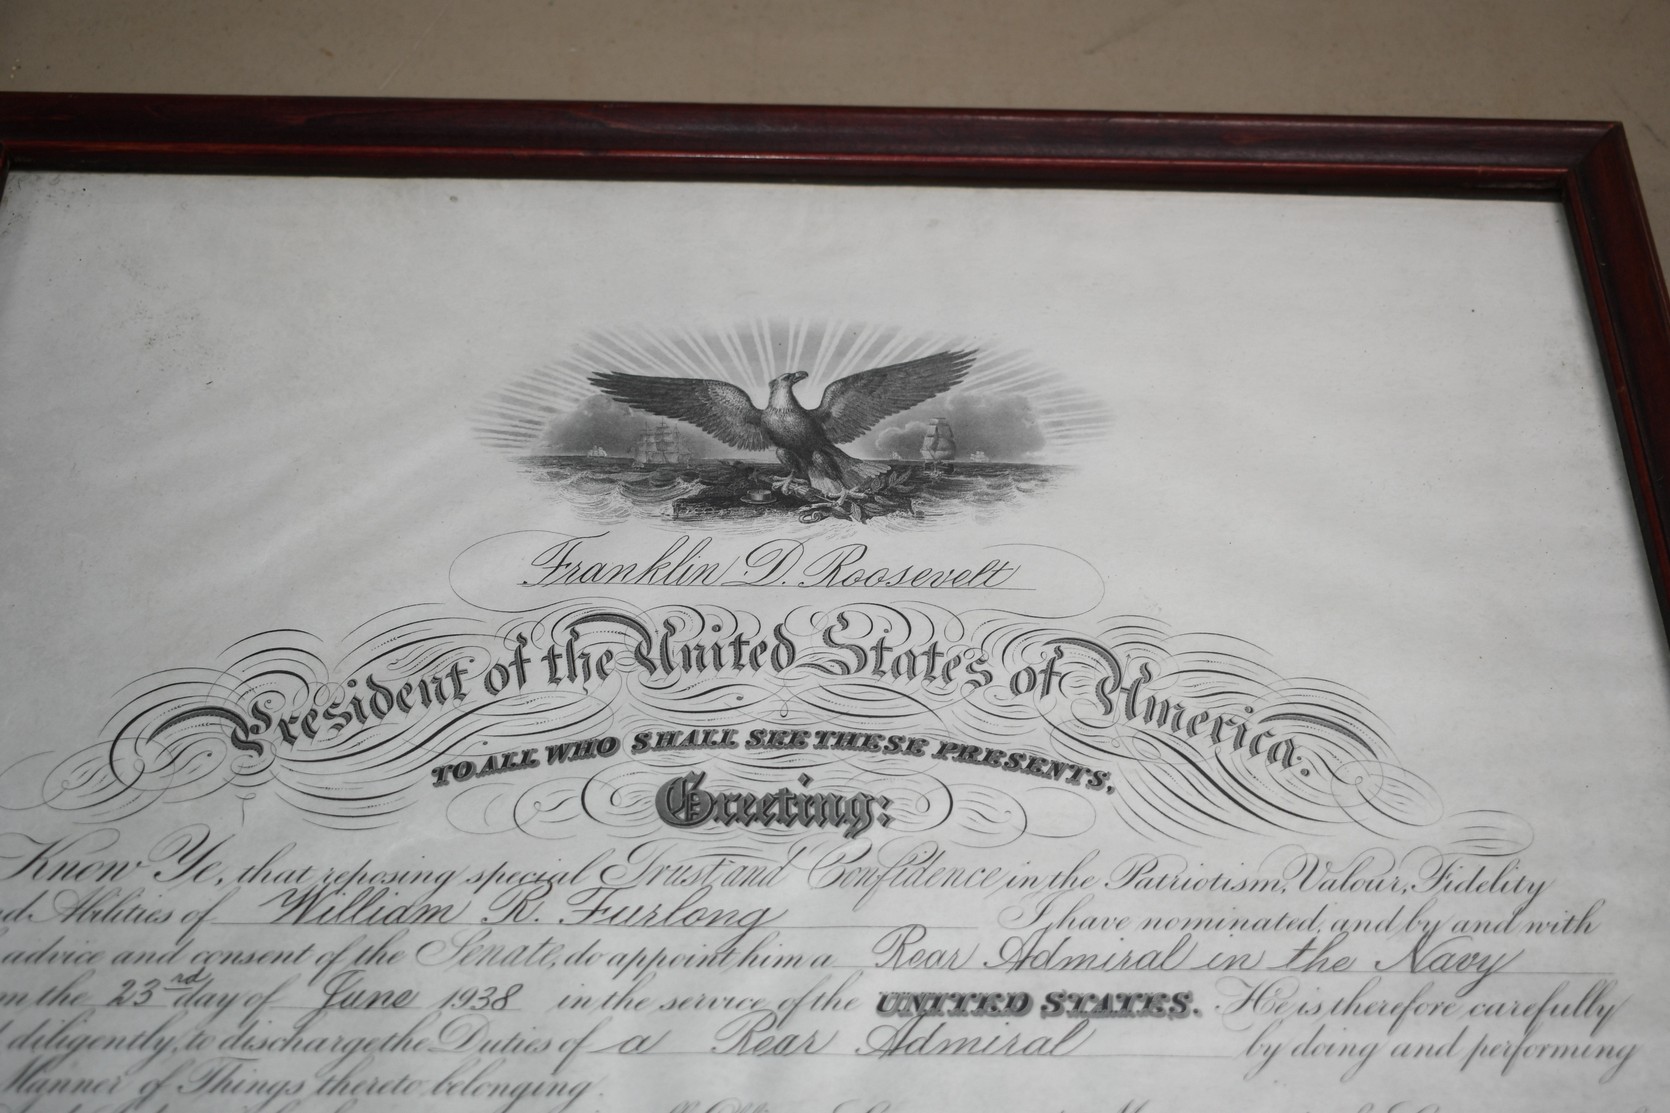 Franklin D. Roosevelt
President of the United States of America.
TO ALL WHO SHALL SEE THESE PRESENTS,
Greeting:
Know Ye, that reposing special Trust and Confidence in the Patriotism, Valour, Fidelity
Abilities of William R. Furlong I have nominated, and by and with
advice and consent of the Senate, do appoint him a Rear Admiral in the Navy
the 23rd day of June 1938 in the service of the UNITED STATES. He is therefore carefully
diligently, to discharge the Duties of a Rear Admiral by doing and performing
Manner of Things thereto belonging.